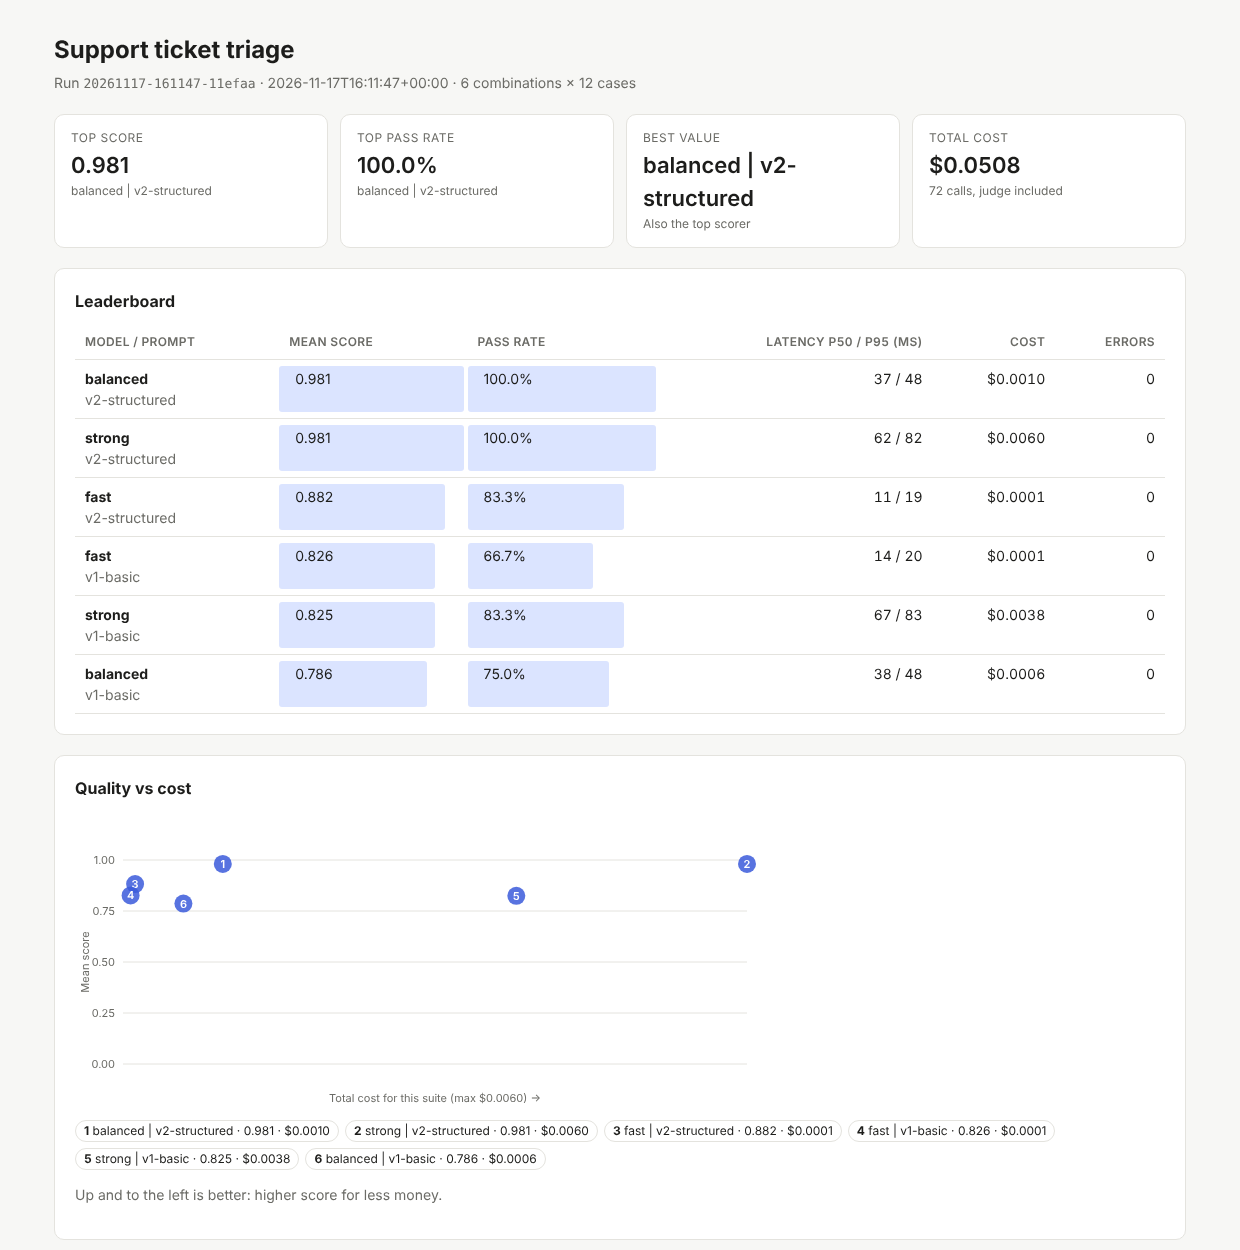 Support ticket triage
Run 20261117-161147-11efaa · 2026-11-17T16:11:47+00:00 · 6 combinations × 12 cases
TOP SCORE
0.981
balanced | v2-structured
TOP PASS RATE
100.0%
balanced | v2-structured
BEST VALUE
balanced | v2-
structured
Also the top scorer
TOTAL COST
$0.0508
72 calls, judge included
Leaderboard
MODEL / PROMPT MEAN SCORE PASS RATE LATENCY P50 / P95 (MS) COST ERRORS
balanced 0.981 100.0% 37 / 48 $0.0010 0
v2-structured
strong 0.981 100.0% 62 / 82 $0.0060 0
v2-structured
fast 0.882 83.3% 11 / 19 $0.0001 0
v2-structured
fast 0.826 66.7% 14 / 20 $0.0001 0
v1-basic
strong 0.825 83.3% 67 / 83 $0.0038 0
v1-basic
balanced 0.786 75.0% 38 / 48 $0.0006 0
v1-basic
Quality vs cost
1.00
0.75
0.50
0.25
0.00
Mean score
1
2
3
4
5
6
Total cost for this suite (max $0.0060) →
1 balanced | v2-structured · 0.981 · $0.0010
2 strong | v2-structured · 0.981 · $0.0060
3 fast | v2-structured · 0.882 · $0.0001
4 fast | v1-basic · 0.826 · $0.0001
5 strong | v1-basic · 0.825 · $0.0038
6 balanced | v1-basic · 0.786 · $0.0006
Up and to the left is better: higher score for less money.